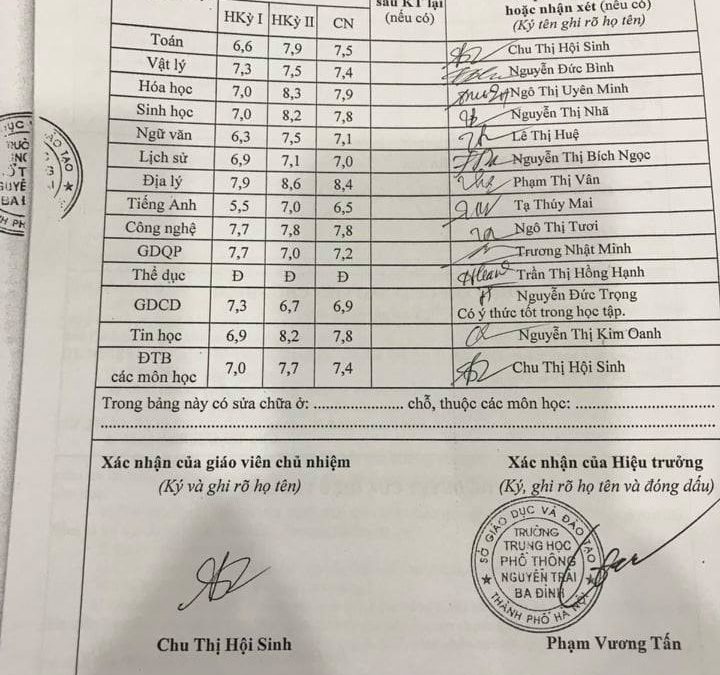 sau KT lại
hoặc nhận xét (nếu có)
HKỳ I HKỳ II CN (nếu có) (Ký tên ghi rõ họ tên)
Toán 6,6 7,9 7,5 Chu Thị Hội Sinh
Vật lý 7,3 7,5 7,4 Nguyễn Đức Bình
Hóa học 7,0 8,3 7,9 Ngô Thị Uyên Minh
Sinh học 7,0 8,2 7,8 Nguyễn Thị Nhã
Ngữ văn 6,3 7,5 7,1 Lê Thị Huệ
Lịch sử 6,9 7,1 7,0 Nguyễn Thị Bích Ngọc
Địa lý 7,9 8,6 8,4 Phạm Thị Vân
Tiếng Anh 5,5 7,0 6,5 Tạ Thúy Mai
Công nghệ 7,7 7,8 7,8 Ngô Thị Tươi
GDQP 7,7 7,0 7,2 Trương Nhật Minh
Thể dục Đ Đ Đ Trần Thị Hồng Hạnh
GDCD 7,3 6,7 6,9 Nguyễn Đức Trọng
Có ý thức tốt trong học tập.
Tin học 6,9 8,2 7,8 Nguyễn Thị Kim Oanh
ĐTB
các môn học 7,0 7,7 7,4 Chu Thị Hội Sinh
Trong bảng này có sửa chữa ở: ...................... chỗ, thuộc các môn học: ..................................
Xác nhận của giáo viên chủ nhiệm
(Ký và ghi rõ họ tên)
Xác nhận của Hiệu trưởng
(Ký, ghi rõ họ tên và đóng dấu)
SỞ GIÁO DỤC VÀ ĐÀO TẠO
TRƯỜNG
TRUNG HỌC
PHỔ THÔNG
NGUYỄN TRÃI
BA ĐÌNH
THÀNH PHỐ HÀ NỘI
Chu Thị Hội Sinh
Phạm Vương Tấn